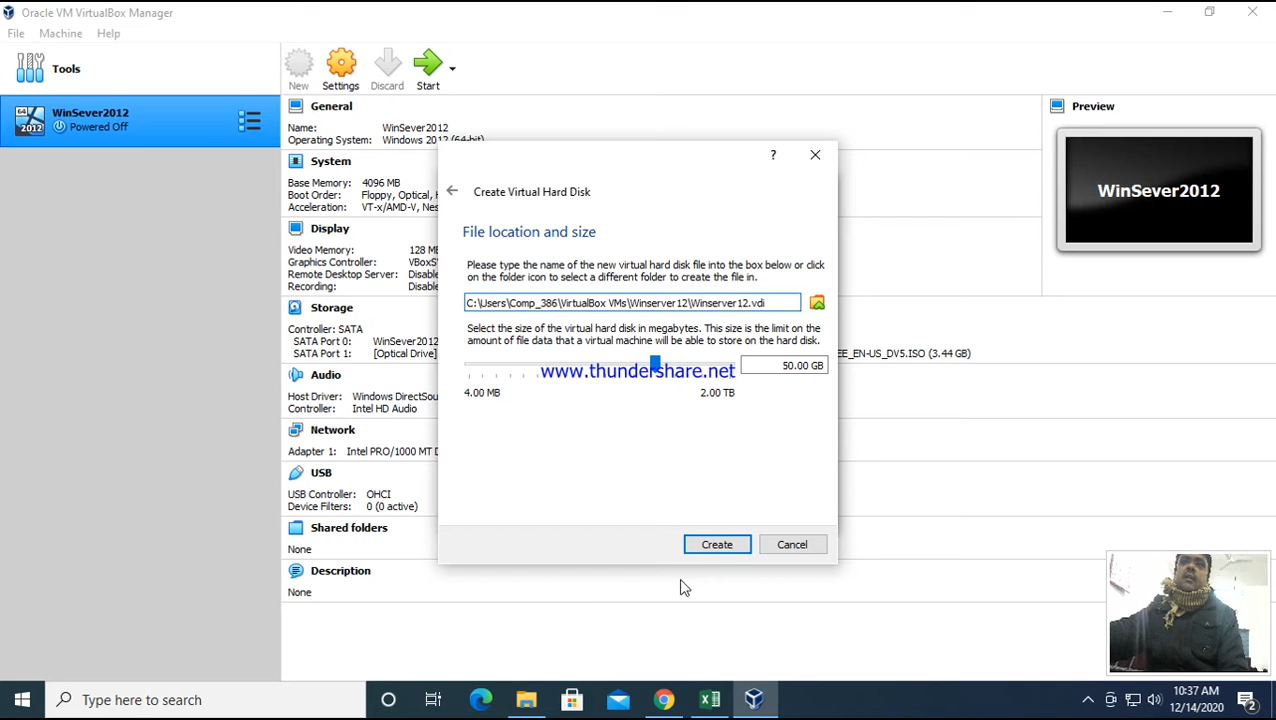 Oracle VM VirtualBox Manager
File Machine Help
Tools
New Settings Discard Start
64
2012
WinSever2012
Powered Off
General
Name: WinSever2012
Operating System: Windows 2012 (64-bit)
System
Base Memory: 4096 MB
Boot Order: Floppy, Optical, H
Acceleration: VT-x/AMD-V, Nes
Display
Video Memory: 128 MB
Graphics Controller: VBoxSV
Remote Desktop Server: Disable
Recording: Disable
Storage
Controller: SATA
SATA Port 0: WinSever2012
SATA Port 1: [Optical Drive]
EE_EN-US_DV5.ISO (3.44 GB)
Audio
Host Driver: Windows DirectSou
Controller: Intel HD Audio
Network
Adapter 1: Intel PRO/1000 MT D
USB
USB Controller: OHCI
Device Filters: 0 (0 active)
Shared folders
None
Description
None
Preview
WinSever2012
?
Create Virtual Hard Disk
File location and size
Please type the name of the new virtual hard disk file into the box below or click
on the folder icon to select a different folder to create the file in.
C:\Users\Comp_386\VirtualBox VMs\Winserver12\Winserver12.vdi
Select the size of the virtual hard disk in megabytes. This size is the limit on the
amount of file data that a virtual machine will be able to store on the hard disk.
50.00 GB
www.thundershare.net
4.00 MB 2.00 TB
Create Cancel
Type here to search
10:37 AM
12/14/2020
2